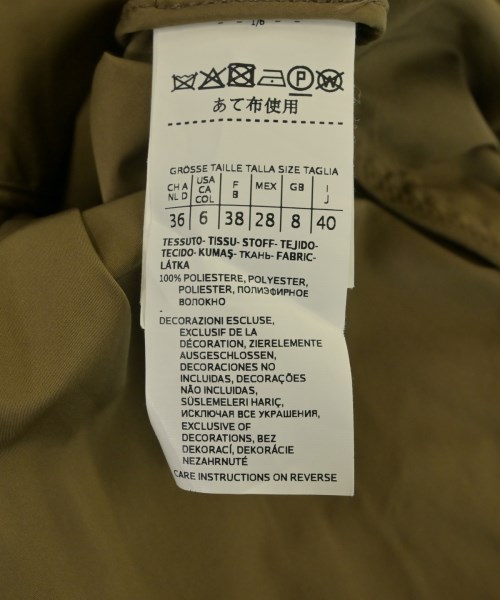 - - 1/6 - -
P W
あて布使用
GRÖSSE TAILLE TALLA SIZE TAGLIA
CH A NL D | USA CA COL | F B | MEX | GB | I J
36 | 6 | 38 | 28 | 8 | 40
TESSUTO- TISSU- STOFF- TEJIDO-
TECIDO- KUMAŞ- ТКАНЬ- FABRIC-
LÁTKA
100% POLIESTERE, POLYESTER,
POLIESTER, ПОЛИЭФИРНОЕ
ВОЛОКНО
-
DECORAZIONI ESCLUSE,
EXCLUSIF DE LA
DÉCORATION, ZIERELEMENTE
AUSGESCHLOSSEN,
DECORACIONES NO
INCLUIDAS, DECORAÇÕES
NÃO INCLUIDAS,
SÜSLEMELERI HARIÇ,
ИСКЛЮЧАЯ ВСЕ УКРАШЕНИЯ,
EXCLUSIVE OF
DECORATIONS, BEZ
DEKORACÍ, DEKORÁCIE
NEZAHRNUTÉ
CARE INSTRUCTIONS ON REVERSE